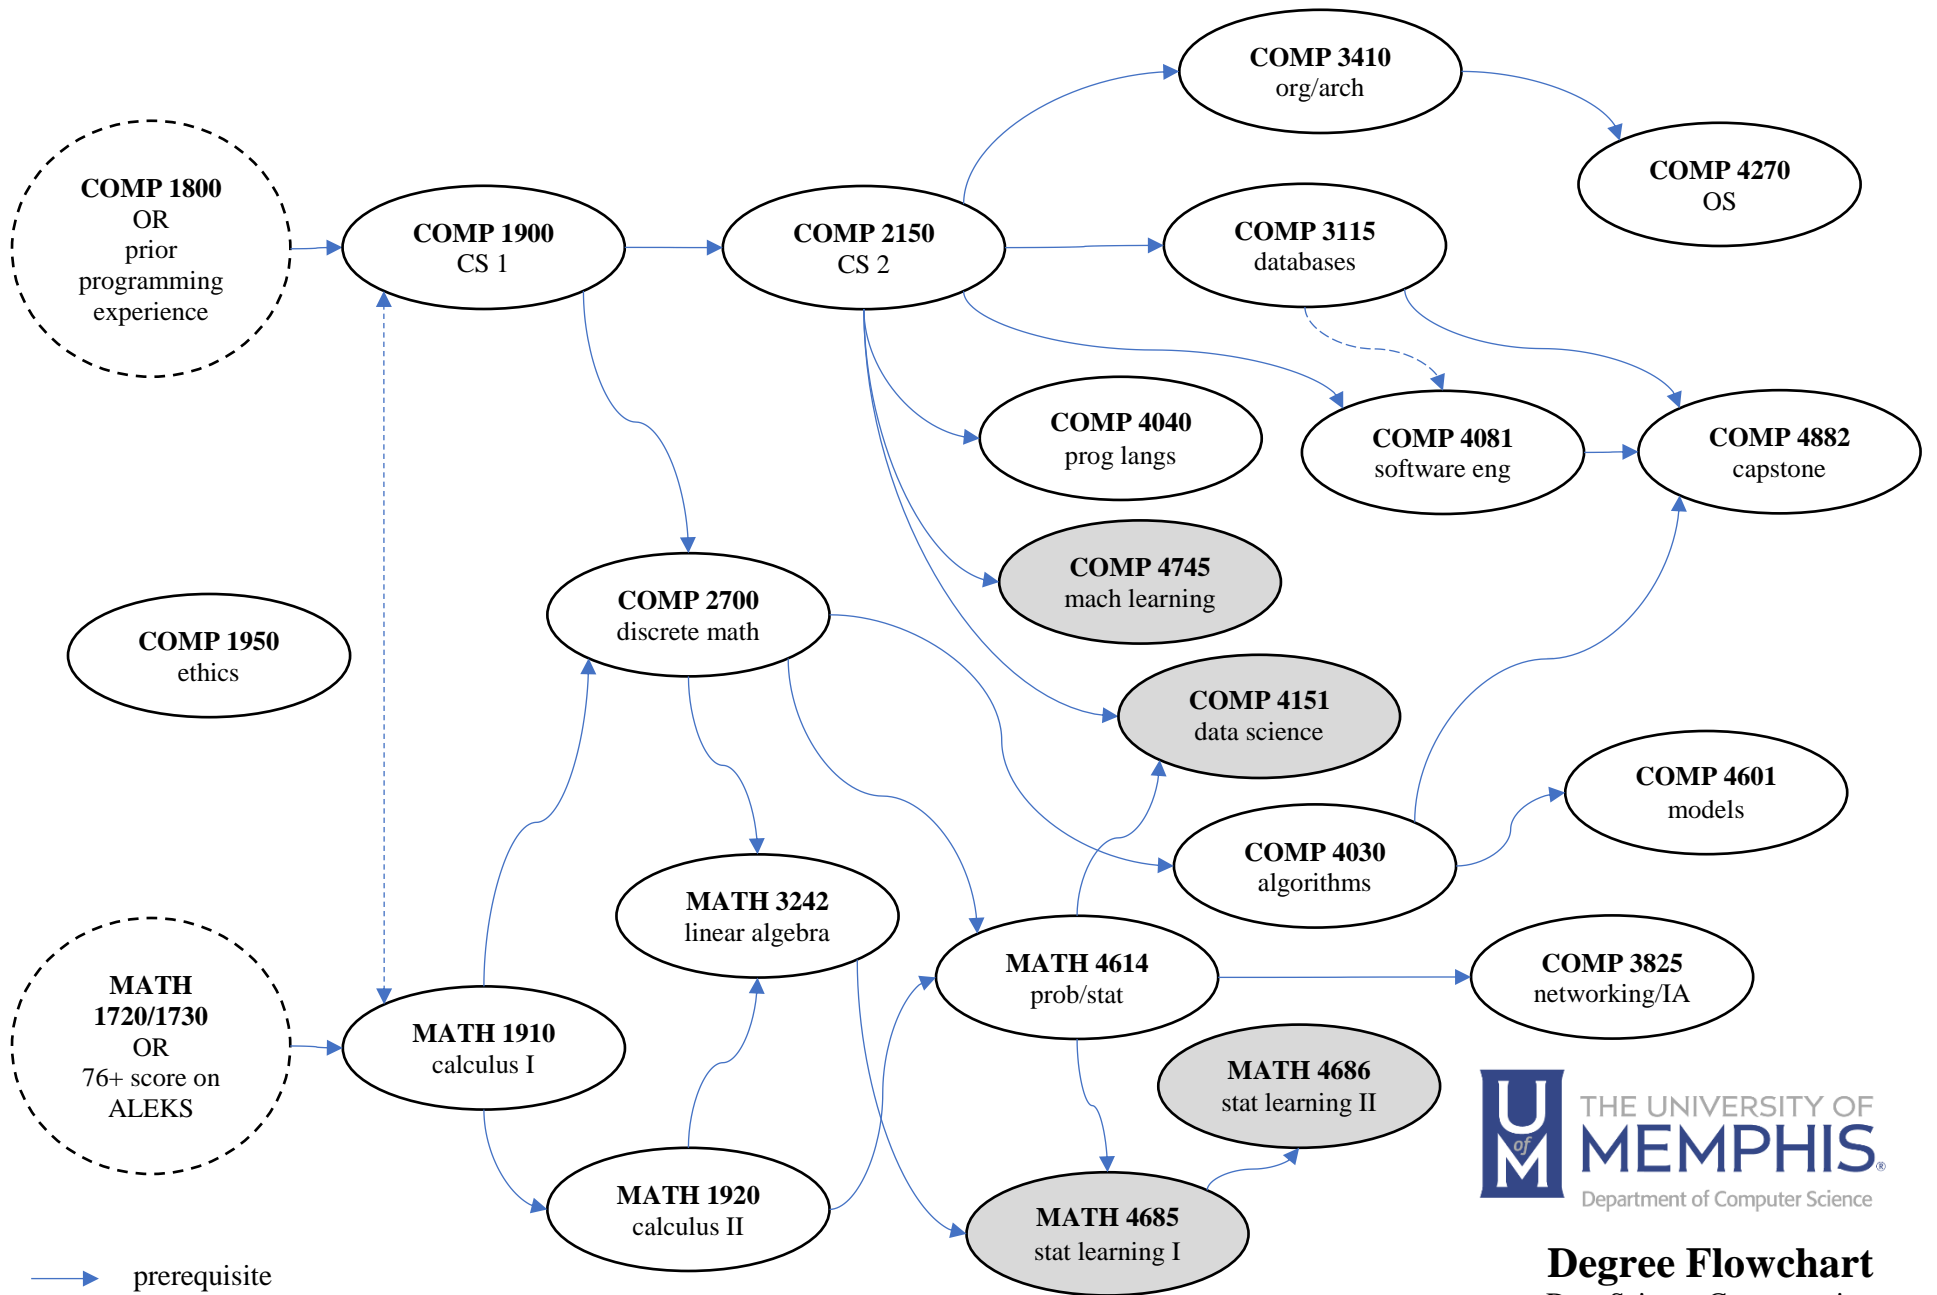 COMP 3410
org/arch
COMP 4270
OS
COMP 1800
OR
prior
programming
experience
COMP 1900
CS 1
COMP 2150
CS 2
COMP 3115
databases
COMP 4040
prog langs
COMP 4081
software eng
COMP 4882
capstone
COMP 4745
mach learning
COMP 2700
discrete math
COMP 1950
ethics
COMP 4151
data science
COMP 4601
models
COMP 4030
algorithms
MATH 3242
linear algebra
MATH 4614
prob/stat
COMP 3825
networking/IA
MATH
1720/1730
OR
76+ score on
ALEKS
MATH 1910
calculus I
MATH 4686
stat learning II
MATH 1920
calculus II
MATH 4685
stat learning I
U
of
M
THE UNIVERSITY OF
MEMPHIS®
Department of Computer Science
prerequisite
Degree Flowchart